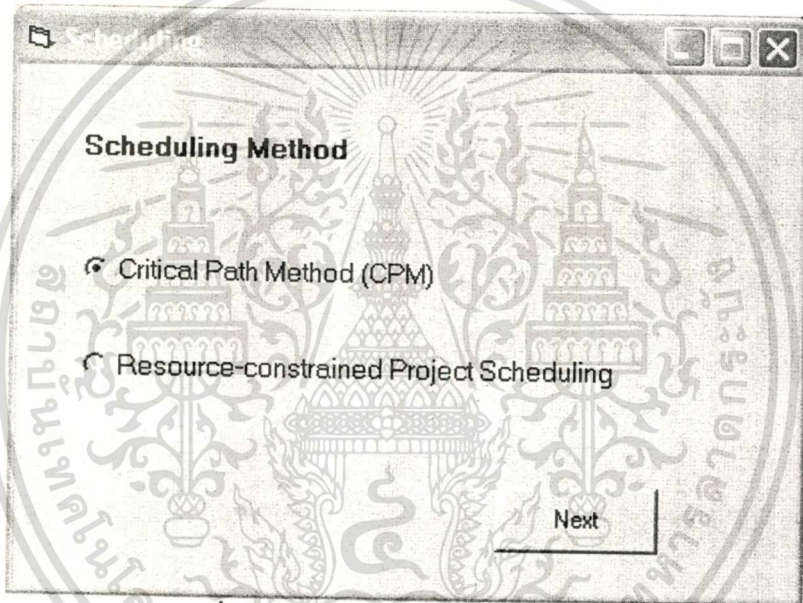 Scheduling
Scheduling Method
Critical Path Method (CPM)
Resource-constrained Project Scheduling
Next